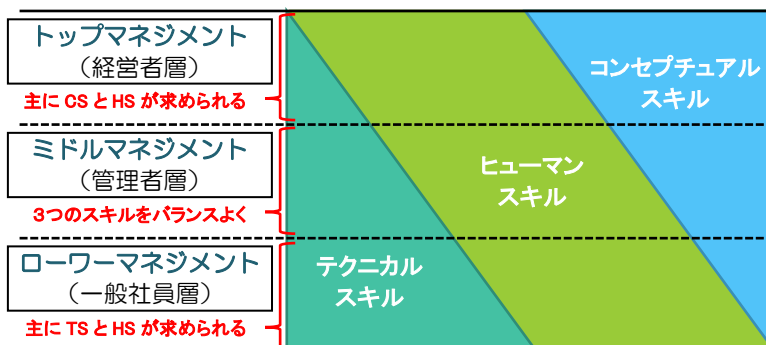 トップマネジメント
（経営者層）
主に CS と HS が求められる
ミドルマネジメント
（管理者層）
3つのスキルをバランスよく
ローワーマネジメント
（一般社員層）
主に TS と HS が求められる
コンセプチュアル
スキル
ヒューマン
スキル
テクニカル
スキル